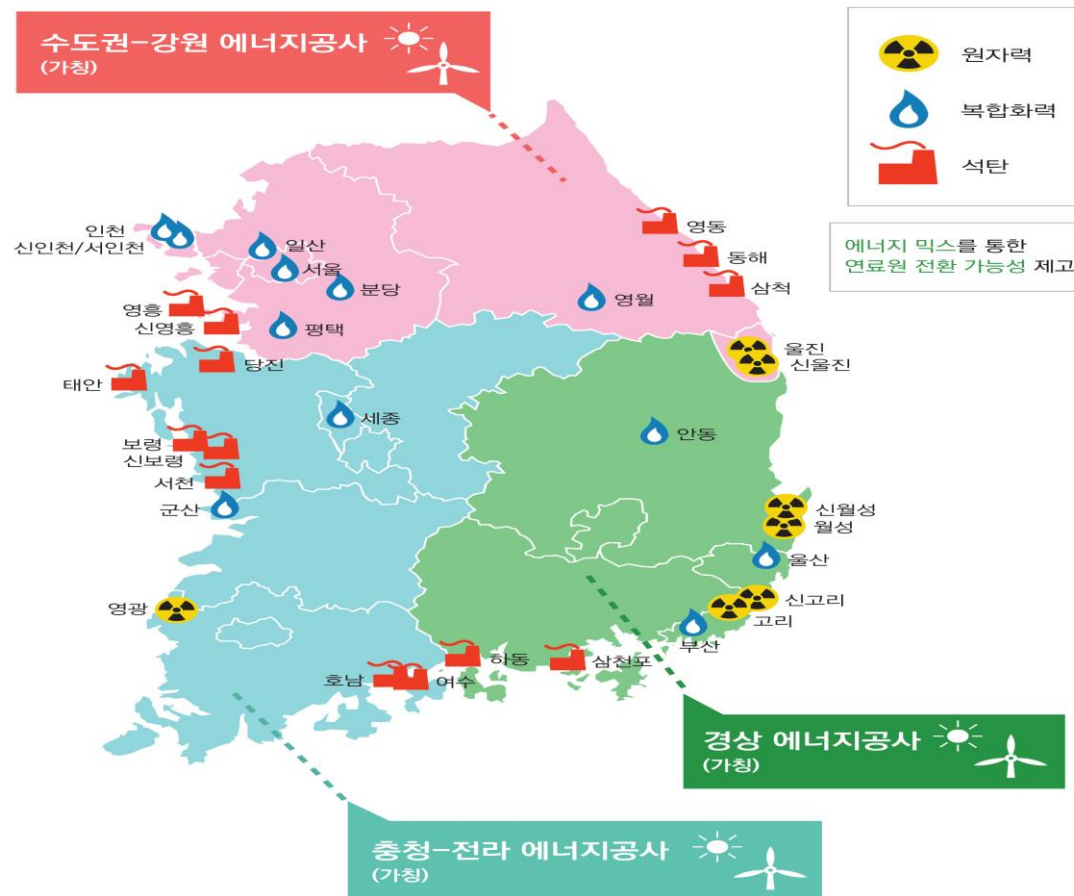 수도권-강원 에너지공사
(가칭)
원자력
복합화력
석탄
에너지 믹스를 통한
연료원 전환 가능성 제고
인천
신인천/서인천
일산
서울
분당
영흥
신영흥
평택
영동
동해
삼척
영월
울진
신울진
당진
태안
세종
안동
보령
신보령
서천
군산
신월성
월성
울산
영광
신고리
고리
부산
하동
삼천포
호남
여수
경상 에너지공사
(가칭)
충청-전라 에너지공사
(가칭)